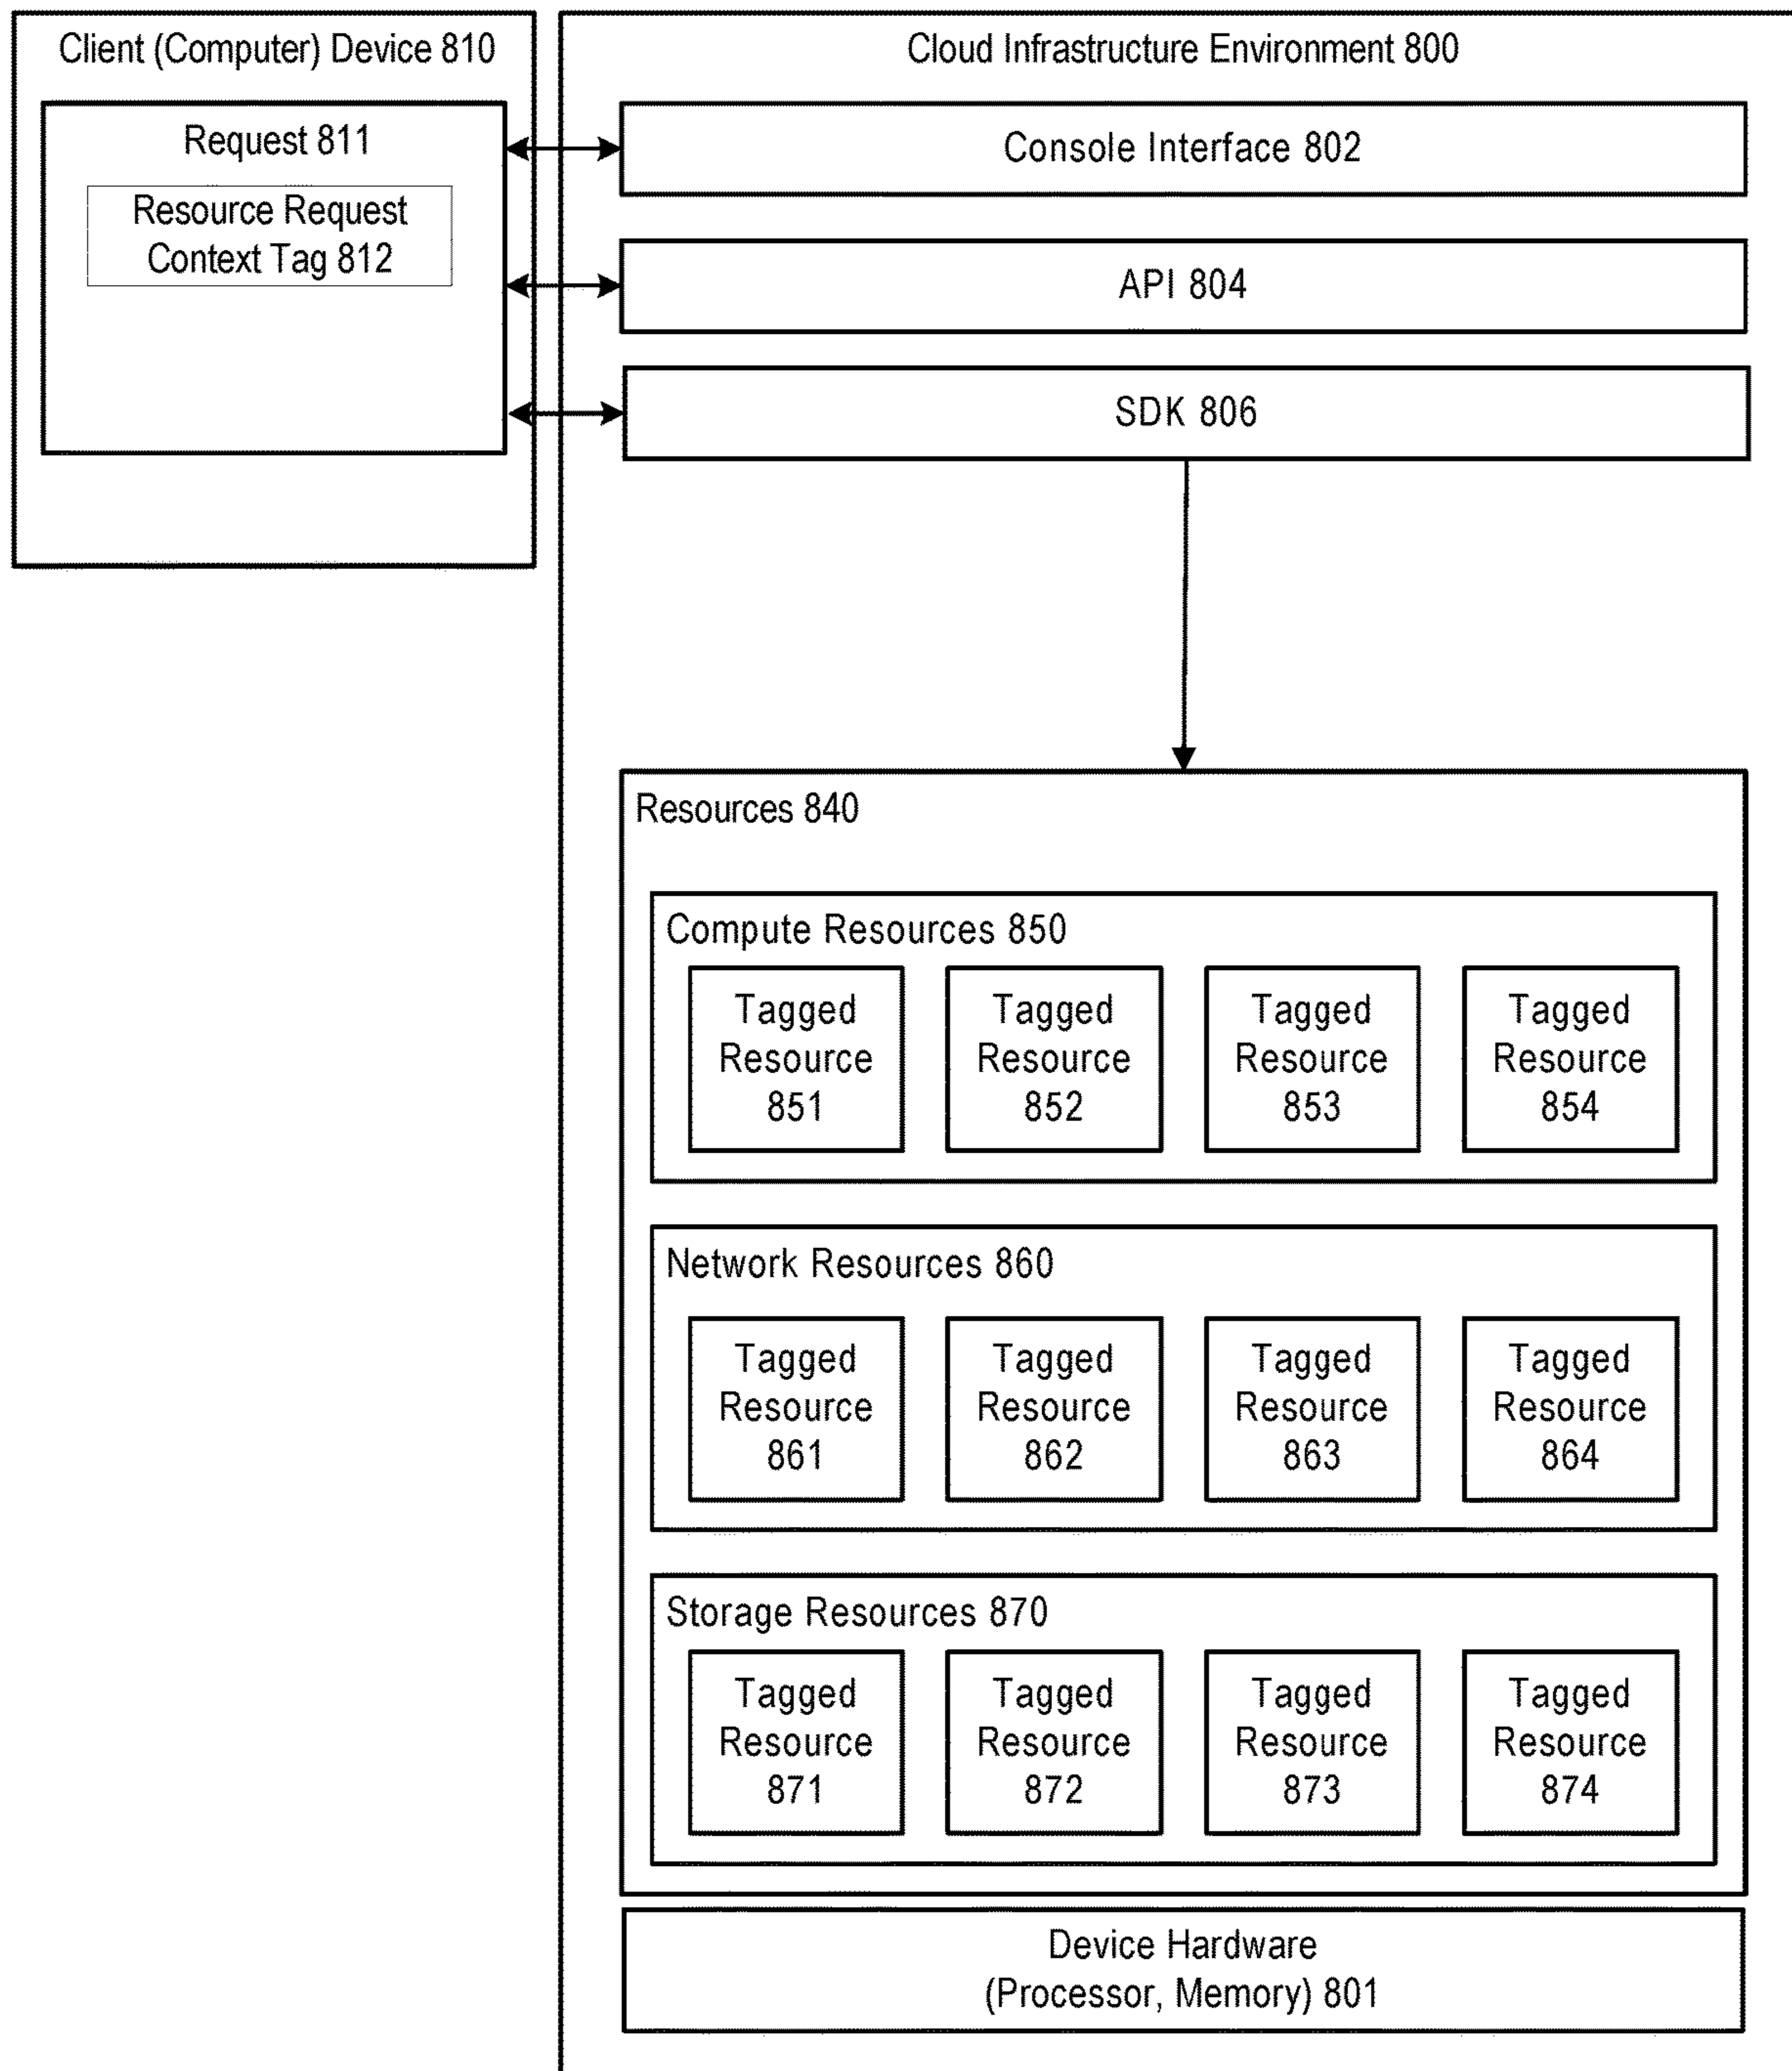 Client (Computer) Device 810
Request 811
Resource Request
Context Tag 812
Cloud Infrastructure Environment 800
Console Interface 802
API 804
SDK 806
Resources 840
Compute Resources 850
Tagged
Resource
851
Tagged
Resource
852
Tagged
Resource
853
Tagged
Resource
854
Network Resources 860
Tagged
Resource
861
Tagged
Resource
862
Tagged
Resource
863
Tagged
Resource
864
Storage Resources 870
Tagged
Resource
871
Tagged
Resource
872
Tagged
Resource
873
Tagged
Resource
874
Device Hardware
(Processor, Memory) 801